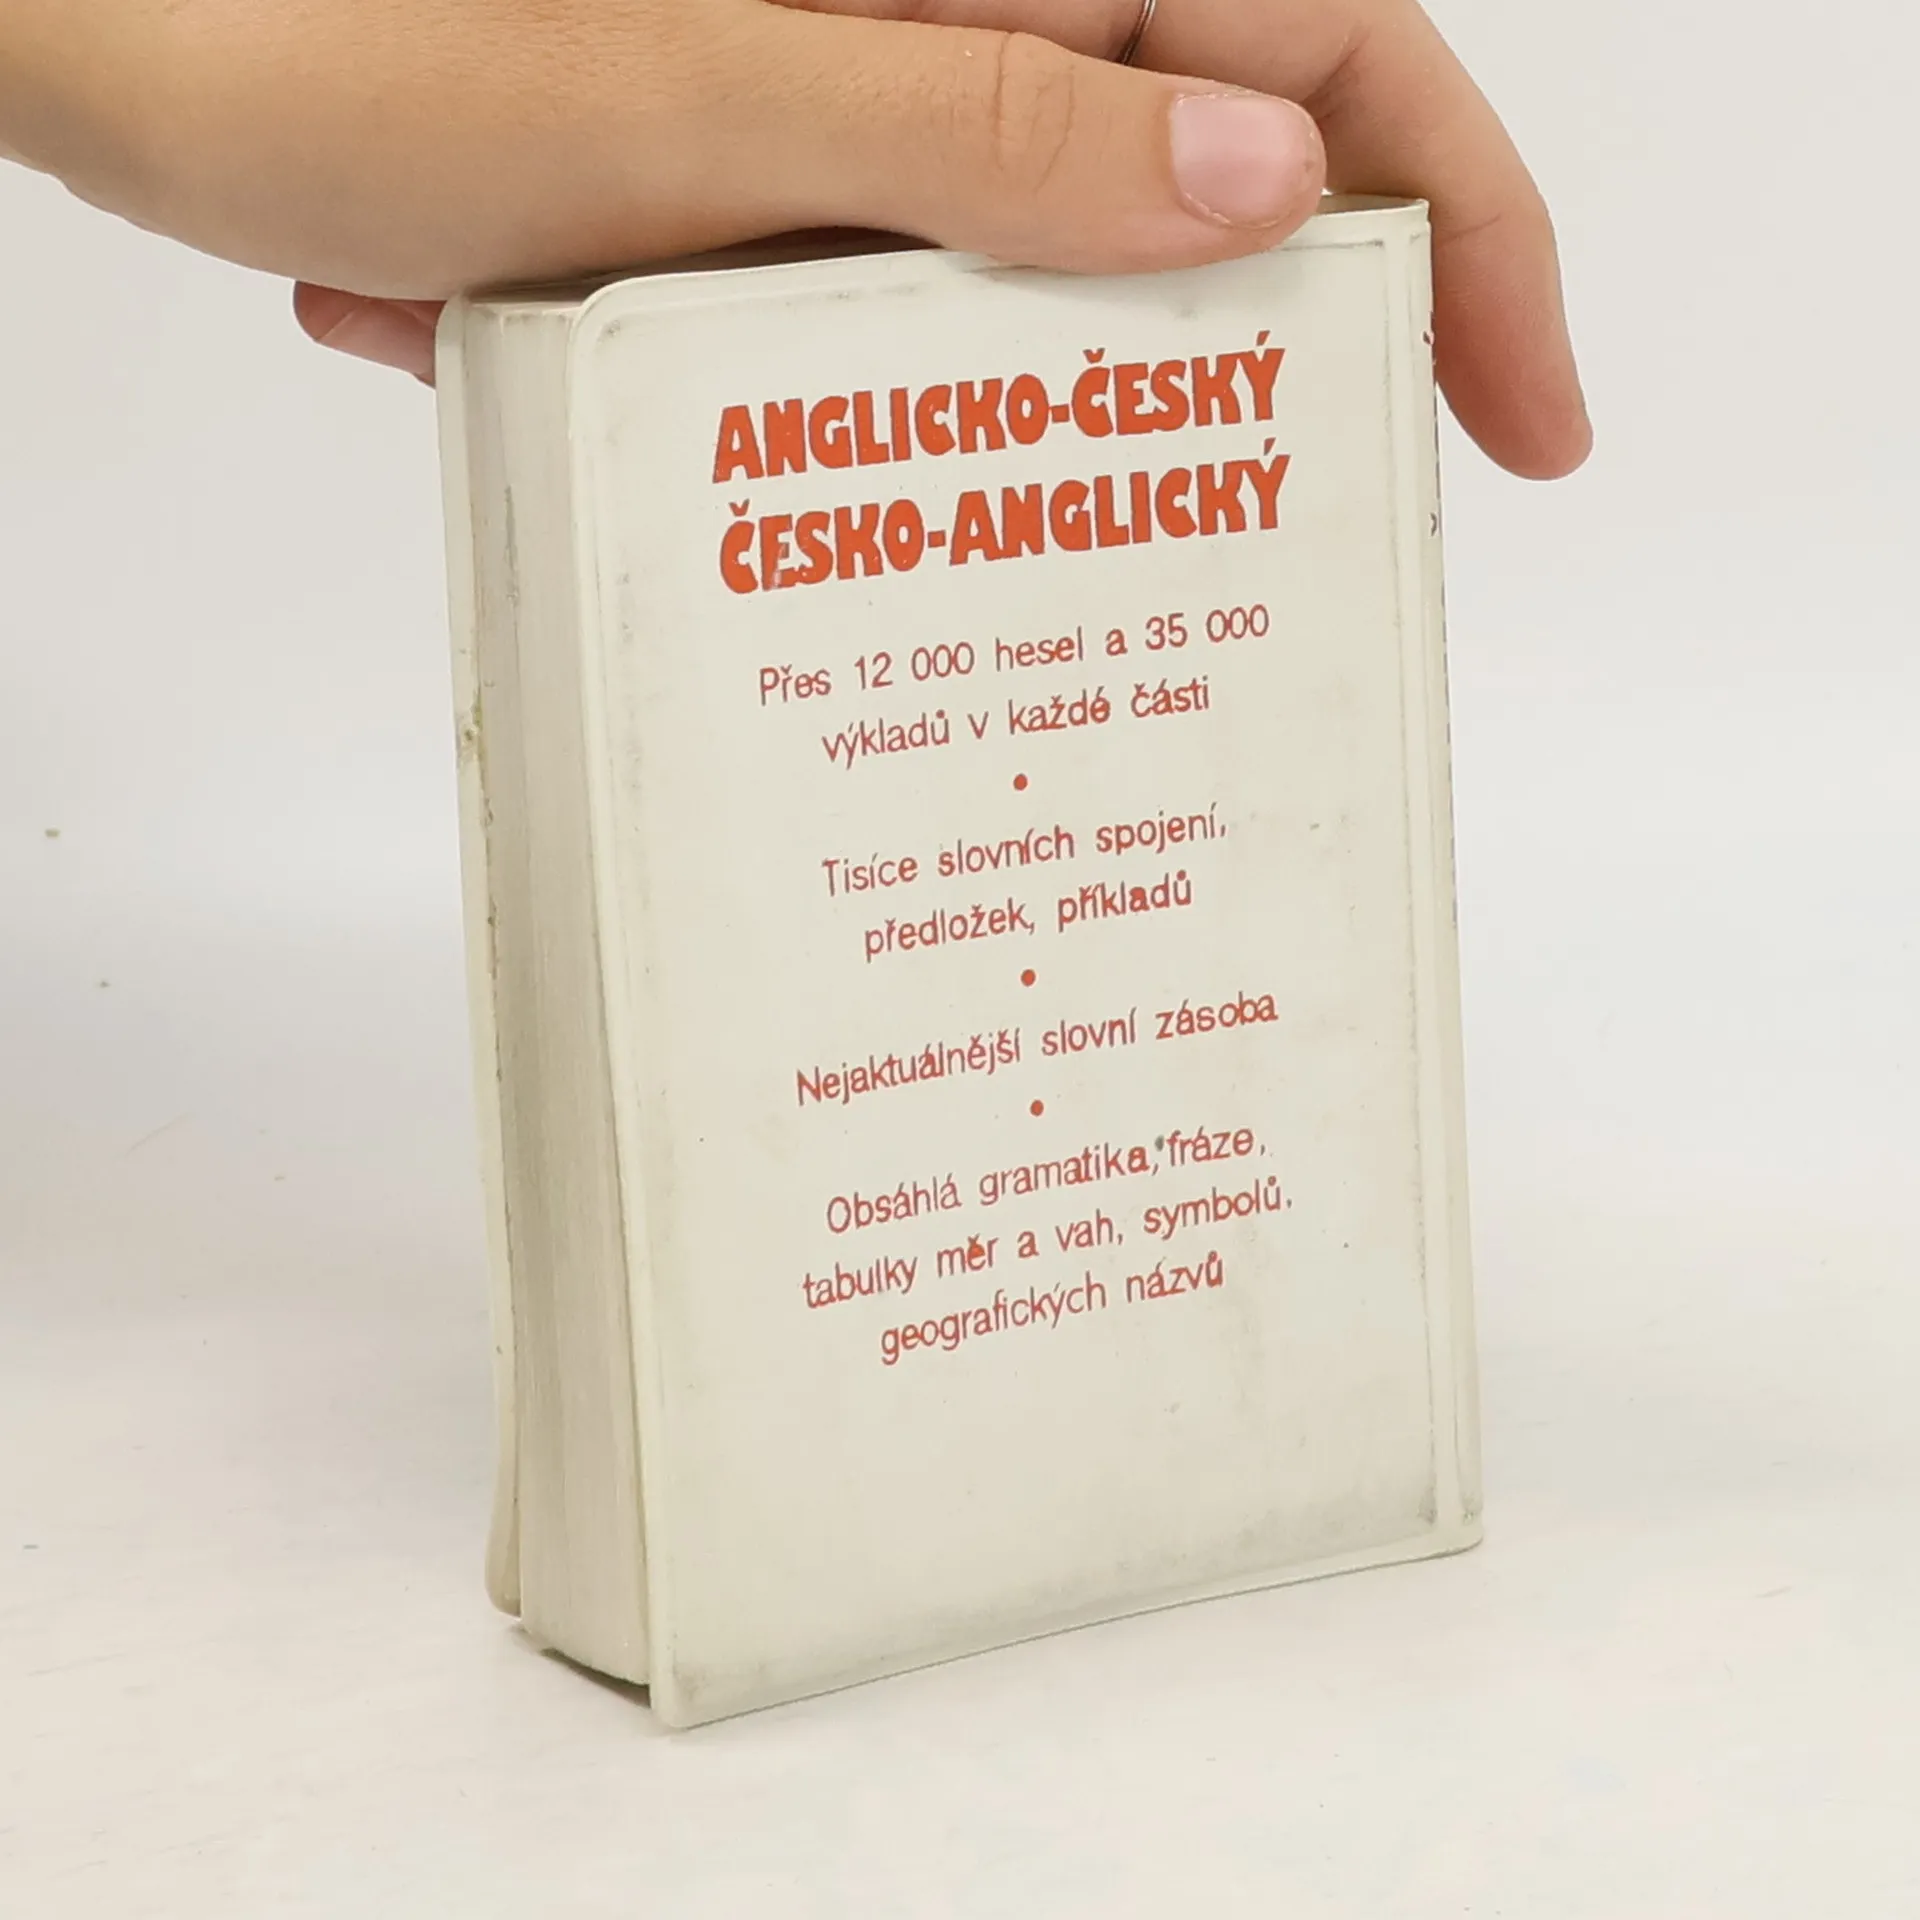 ANGLICKO-ČESKÝ
ČESKO-ANGLICKÝ
Přes 12 000 hesel a 35 000
výkladů v každé části
•
Tisíce slovních spojení,
předložek, příkladů
•
Nejaktuálnější slovní zásoba
•
Obsáhlá gramatika, fráze,
tabulky měr a vah, symbolů,
geografických názvů